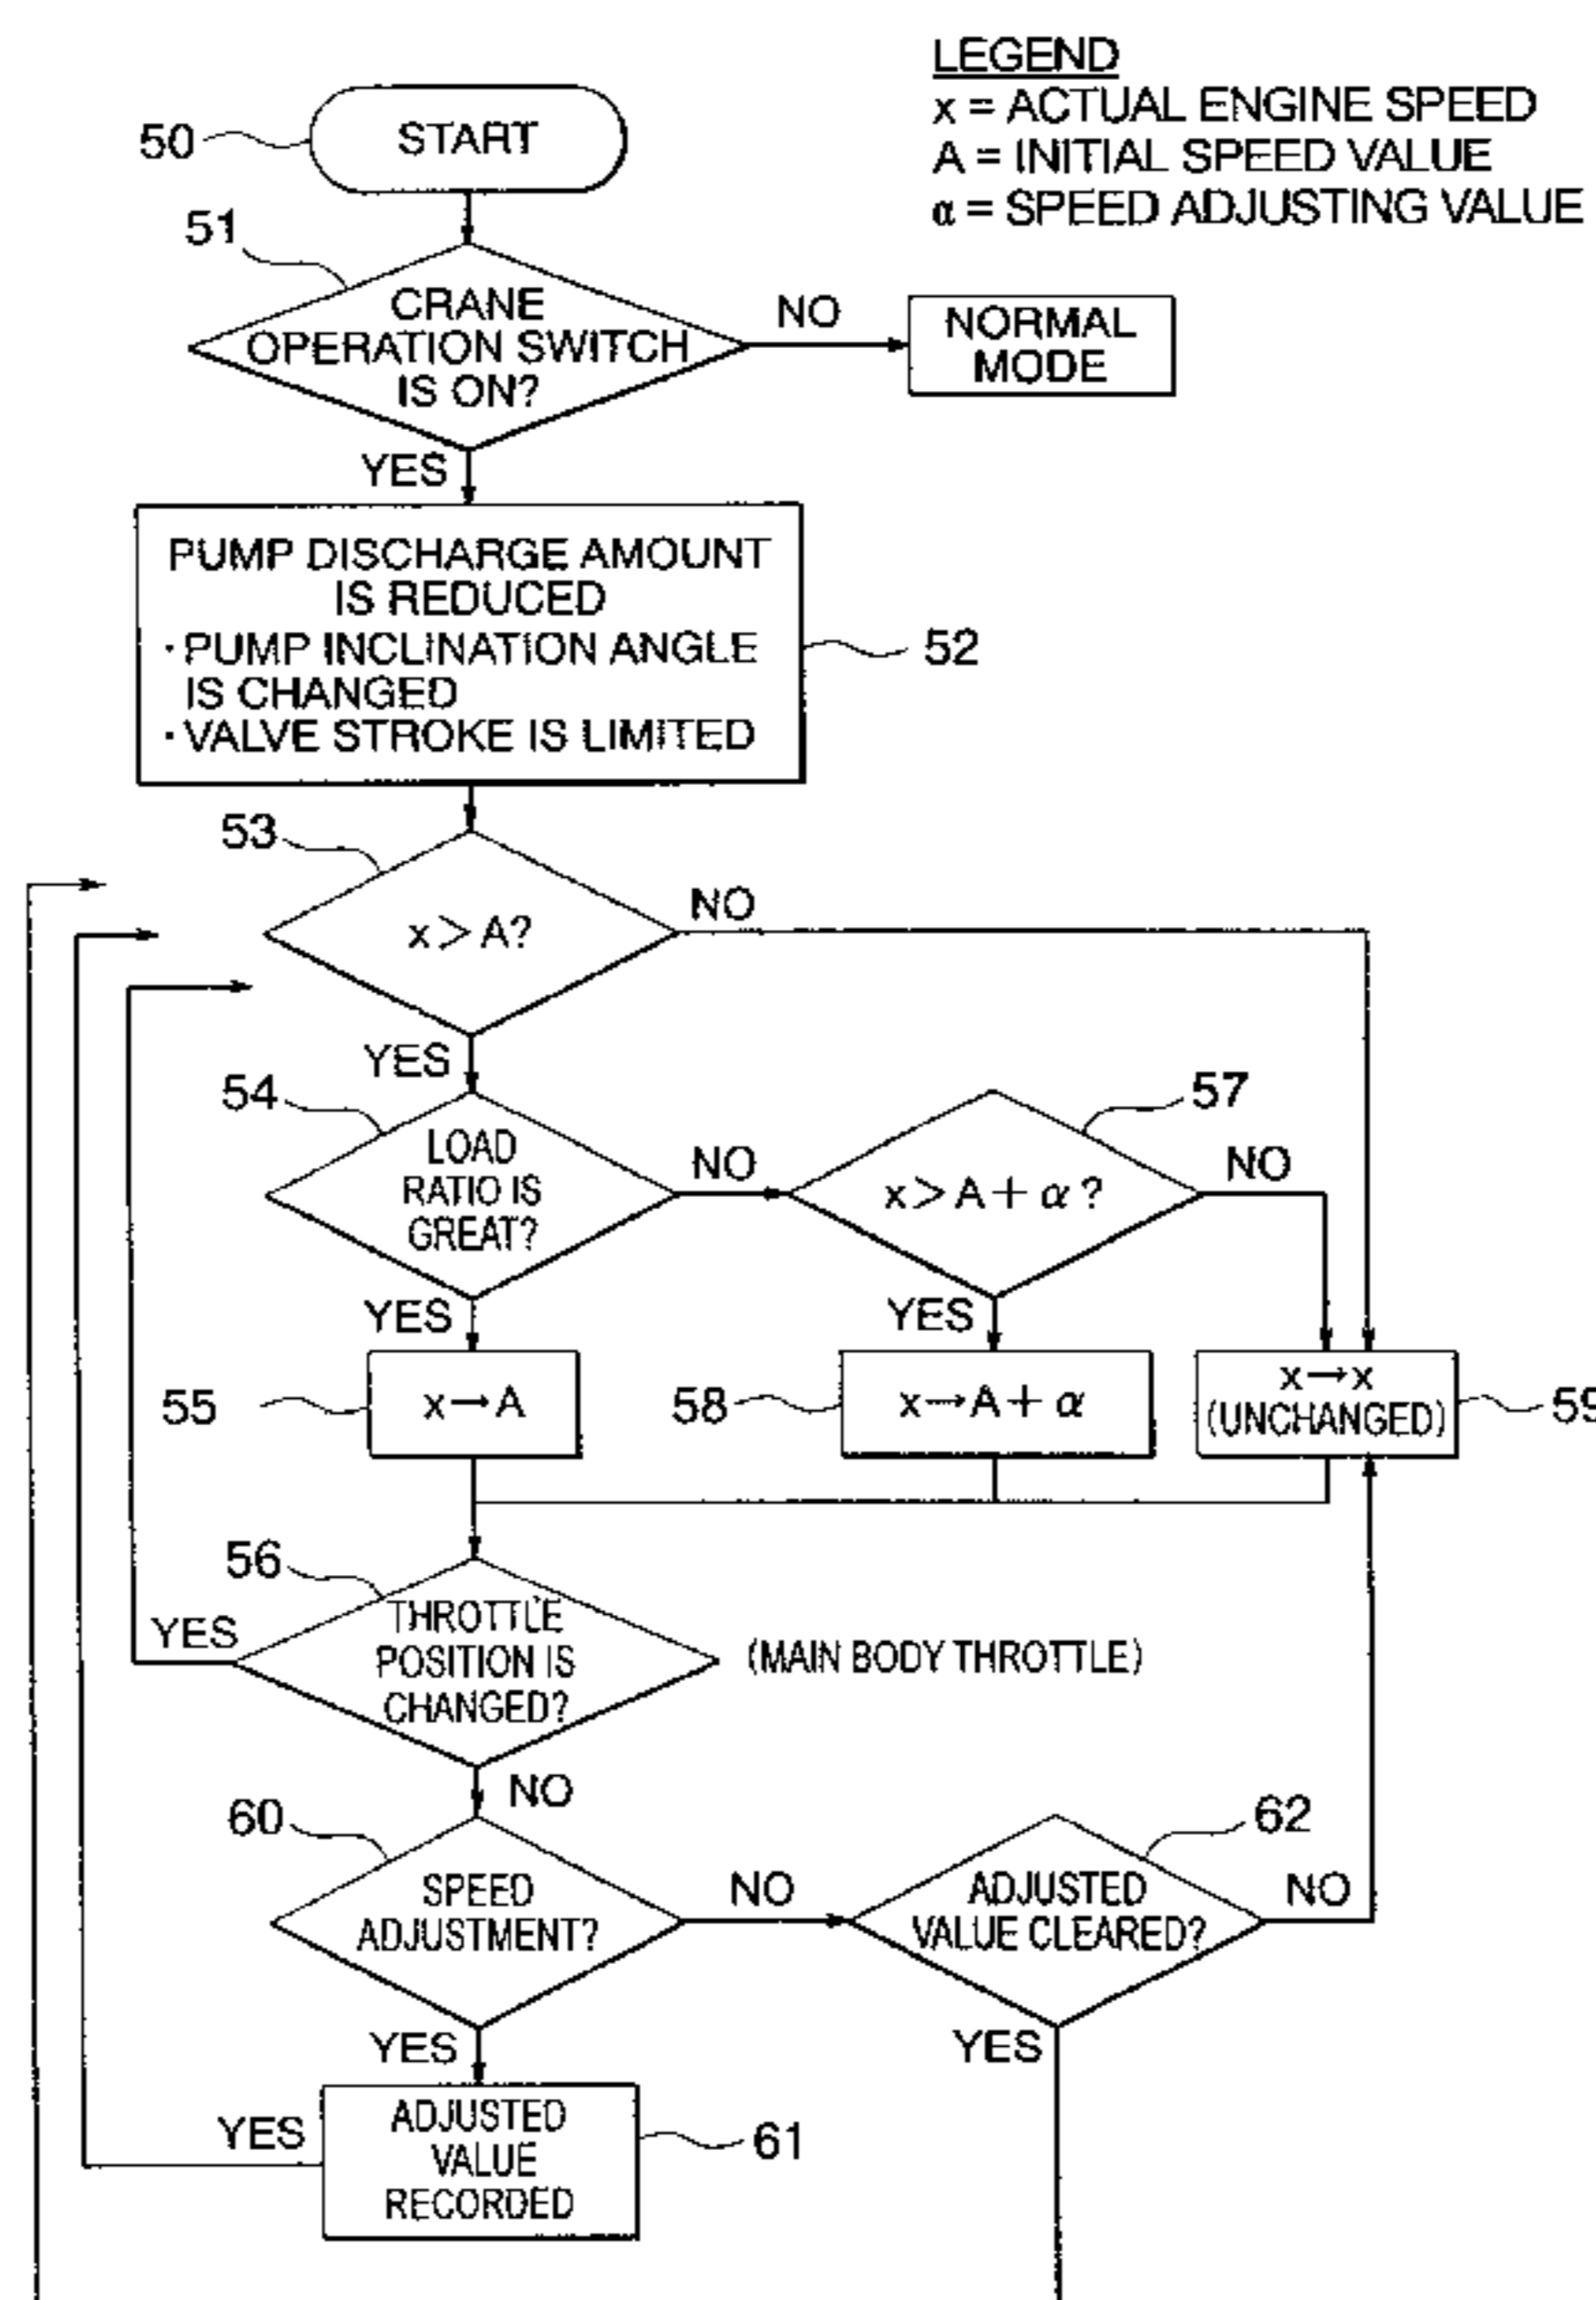 LEGEND
x = ACTUAL ENGINE SPEED
A = INITIAL SPEED VALUE
α = SPEED ADJUSTING VALUE
50
START
51
CRANE
OPERATION SWITCH
IS ON?
NO
NORMAL
MODE
YES
PUMP DISCHARGE AMOUNT
IS REDUCED
・PUMP INCLINATION ANGLE
IS CHANGED
・VALVE STROKE IS LIMITED
52
53
x > A?
NO
YES
54
LOAD
RATIO IS
GREAT?
NO
57
x > A + α ?
NO
YES
YES
55
x → A
58
x → A + α
x → x
(UNCHANGED)
59
56
THROTTLE
POSITION IS
CHANGED?
(MAIN BODY THROTTLE)
YES
NO
60
SPEED
ADJUSTMENT?
NO
62
ADJUSTED
VALUE CLEARED?
NO
YES
YES
YES
ADJUSTED
VALUE
RECORDED
61